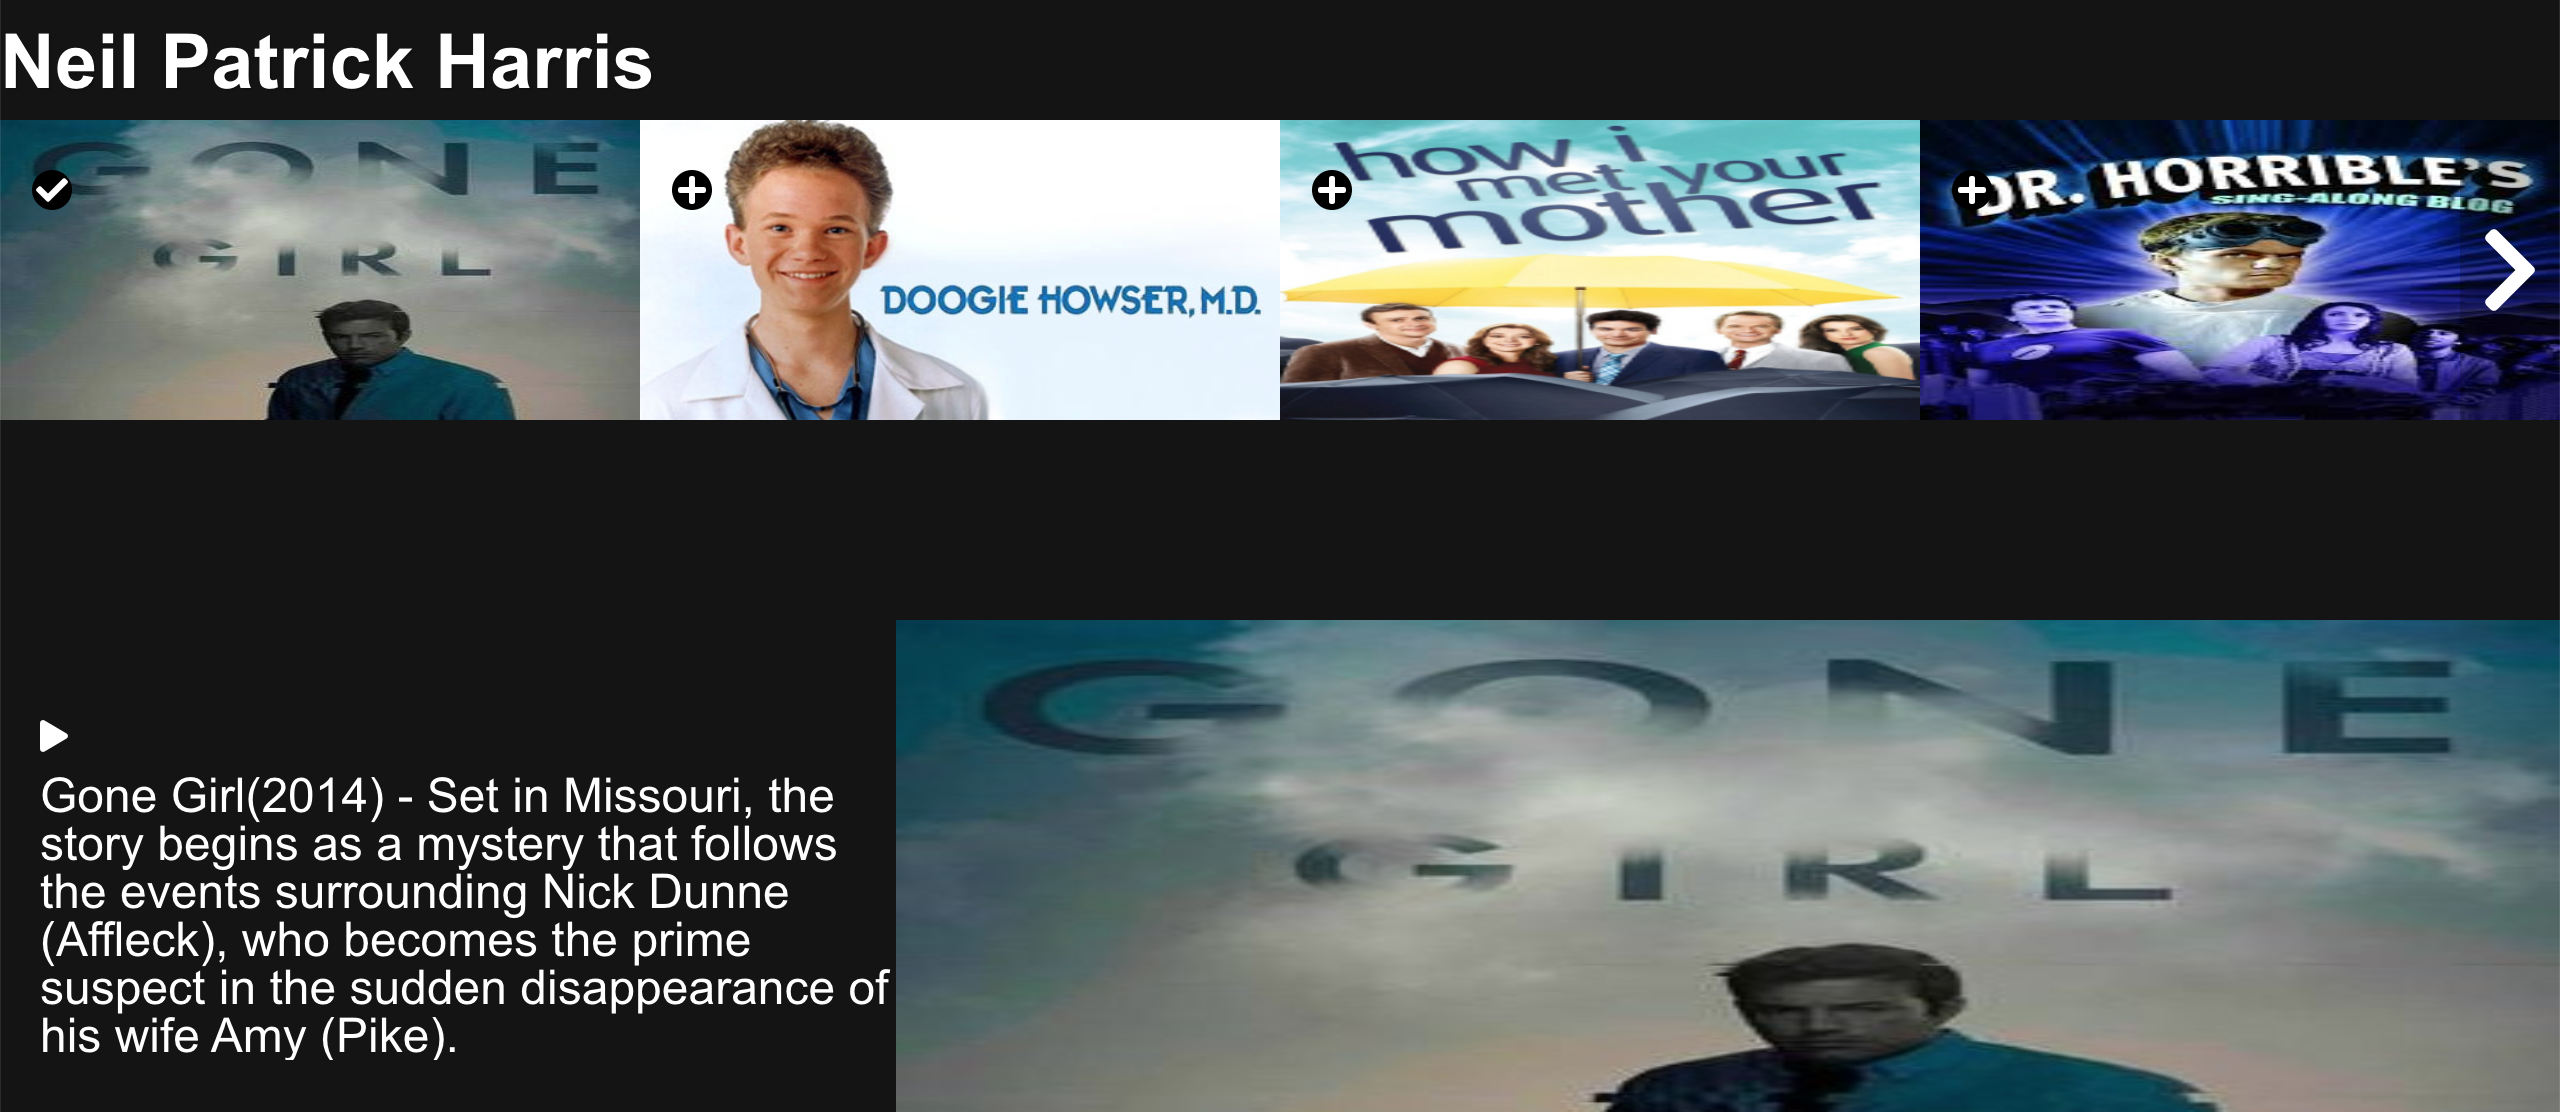 Neil Patrick Harris
GONE
GIRL
DOOGIE HOWSER, M.D.
how i
met your
mother
DR. HORRIBLE'S
SING-ALONG BLOG
Gone Girl(2014) - Set in Missouri, the
story begins as a mystery that follows
the events surrounding Nick Dunne
(Affleck), who becomes the prime
suspect in the sudden disappearance of
his wife Amy (Pike).
GONE
GIRL